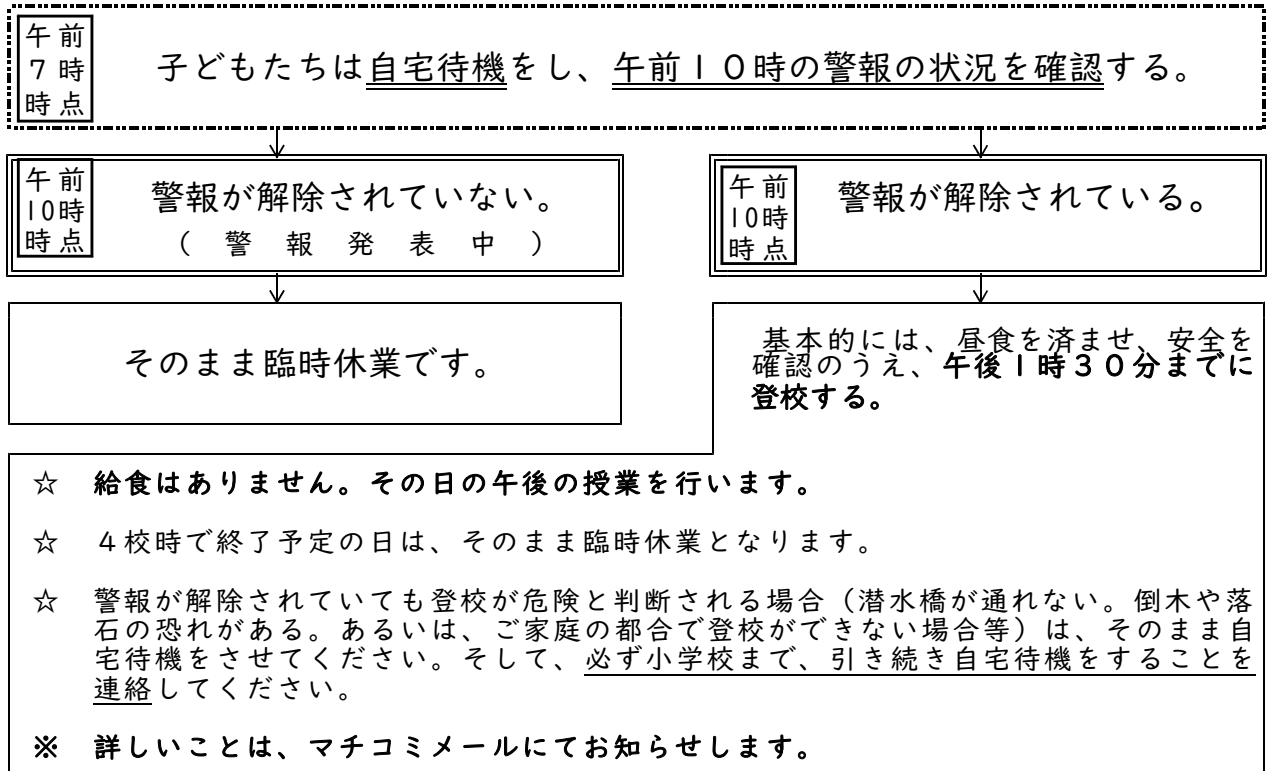 午前
7時
時点
子どもたちは自宅待機をし、午前１０時の警報の状況を確認する。
午前
10時
時点
警報が解除されていない。
（警報発表中）
午前
10時
時点
警報が解除されている。
そのまま臨時休業です。
基本的には、昼食を済ませ、安全を
確認のうえ、午後１時３０分までに
登校する。
☆　給食はありません。その日の午後の授業を行います。
☆　４校時で終了予定の日は、そのまま臨時休業となります。
☆　警報が解除されていても登校が危険と判断される場合（潜水橋が通れない。倒木や落
石の恐れがある。あるいは、ご家庭の都合で登校ができない場合等）は、そのまま自
宅待機をさせてください。そして、必ず小学校まで、引き続き自宅待機をすることを
連絡してください。
※　詳しいことは、マチコミメールにてお知らせします。